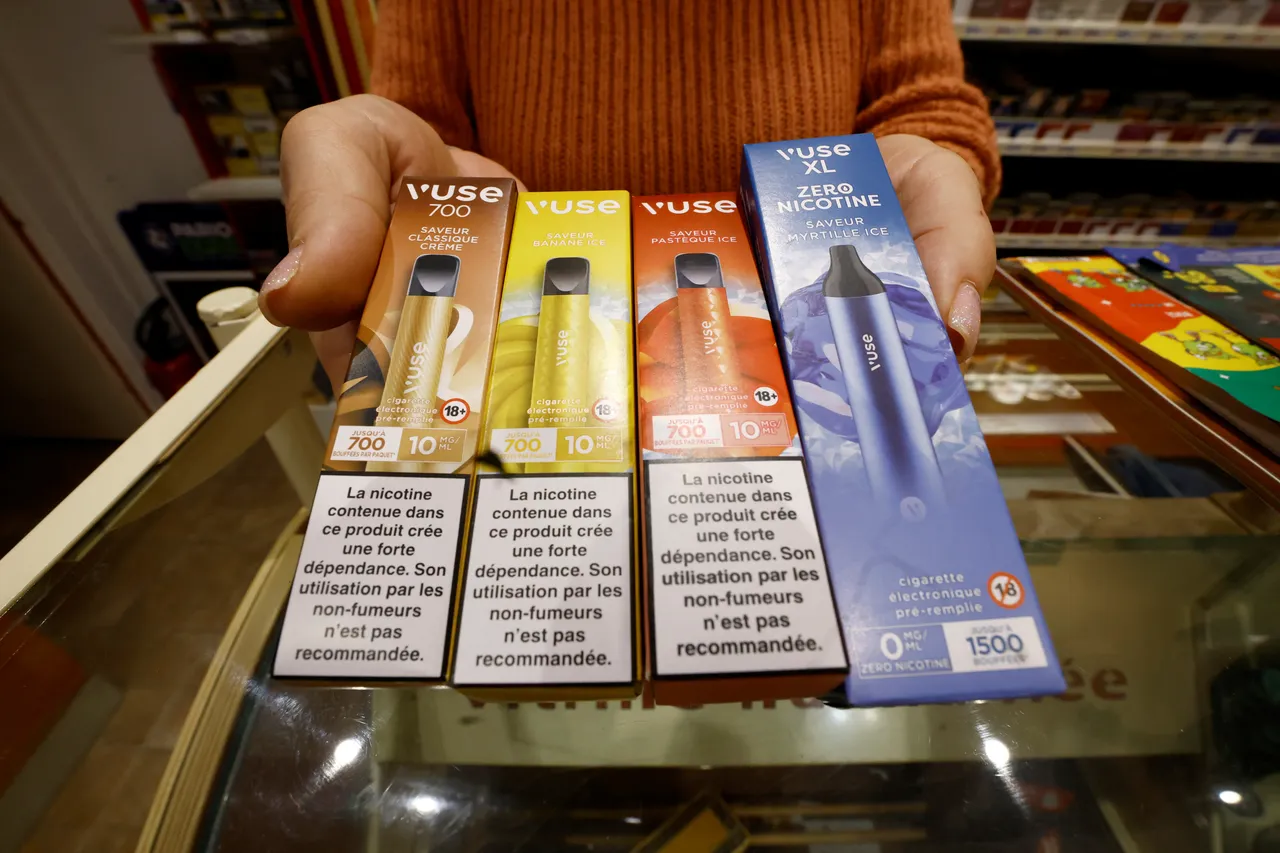 vuse
700
SAVEUR
CLASSIQUE
CRÈME
vuse
cigarette
électronique
pré-remplie
18+
JUSQU'À
700
BOUFFÉES PAR PAQUET*
10 MG/ML
La nicotine
contenue dans
ce produit crée
une forte
dépendance. Son
utilisation par les
non-fumeurs
n'est pas
recommandée.
vuse
SAVEUR
BANANE ICE
vuse
cigarette
électronique
pré-remplie
18+
JUSQU'À
700
10 MG/ML
La nicotine
contenue dans
ce produit crée
une forte
dépendance. Son
utilisation par les
non-fumeurs
n'est pas
recommandée.
vuse
SAVEUR
PASTÈQUE ICE
vuse
cigarette
électronique
pré-remplie
18+
JUSQU'À
700
BOUFFÉES PAR PAQUET*
10 MG/ML
La nicotine
contenue dans
ce produit crée
une forte
dépendance. Son
utilisation par les
non-fumeurs
n'est pas
recommandée.
vuse
XL
ZERO
NICOTINE
SAVEUR
MYRTILLE ICE
vuse
cigarette
électronique
pré-remplie
18
0 MG/ML
ZERO NICOTINE
JUSQU'À
1500
BOUFFÉES